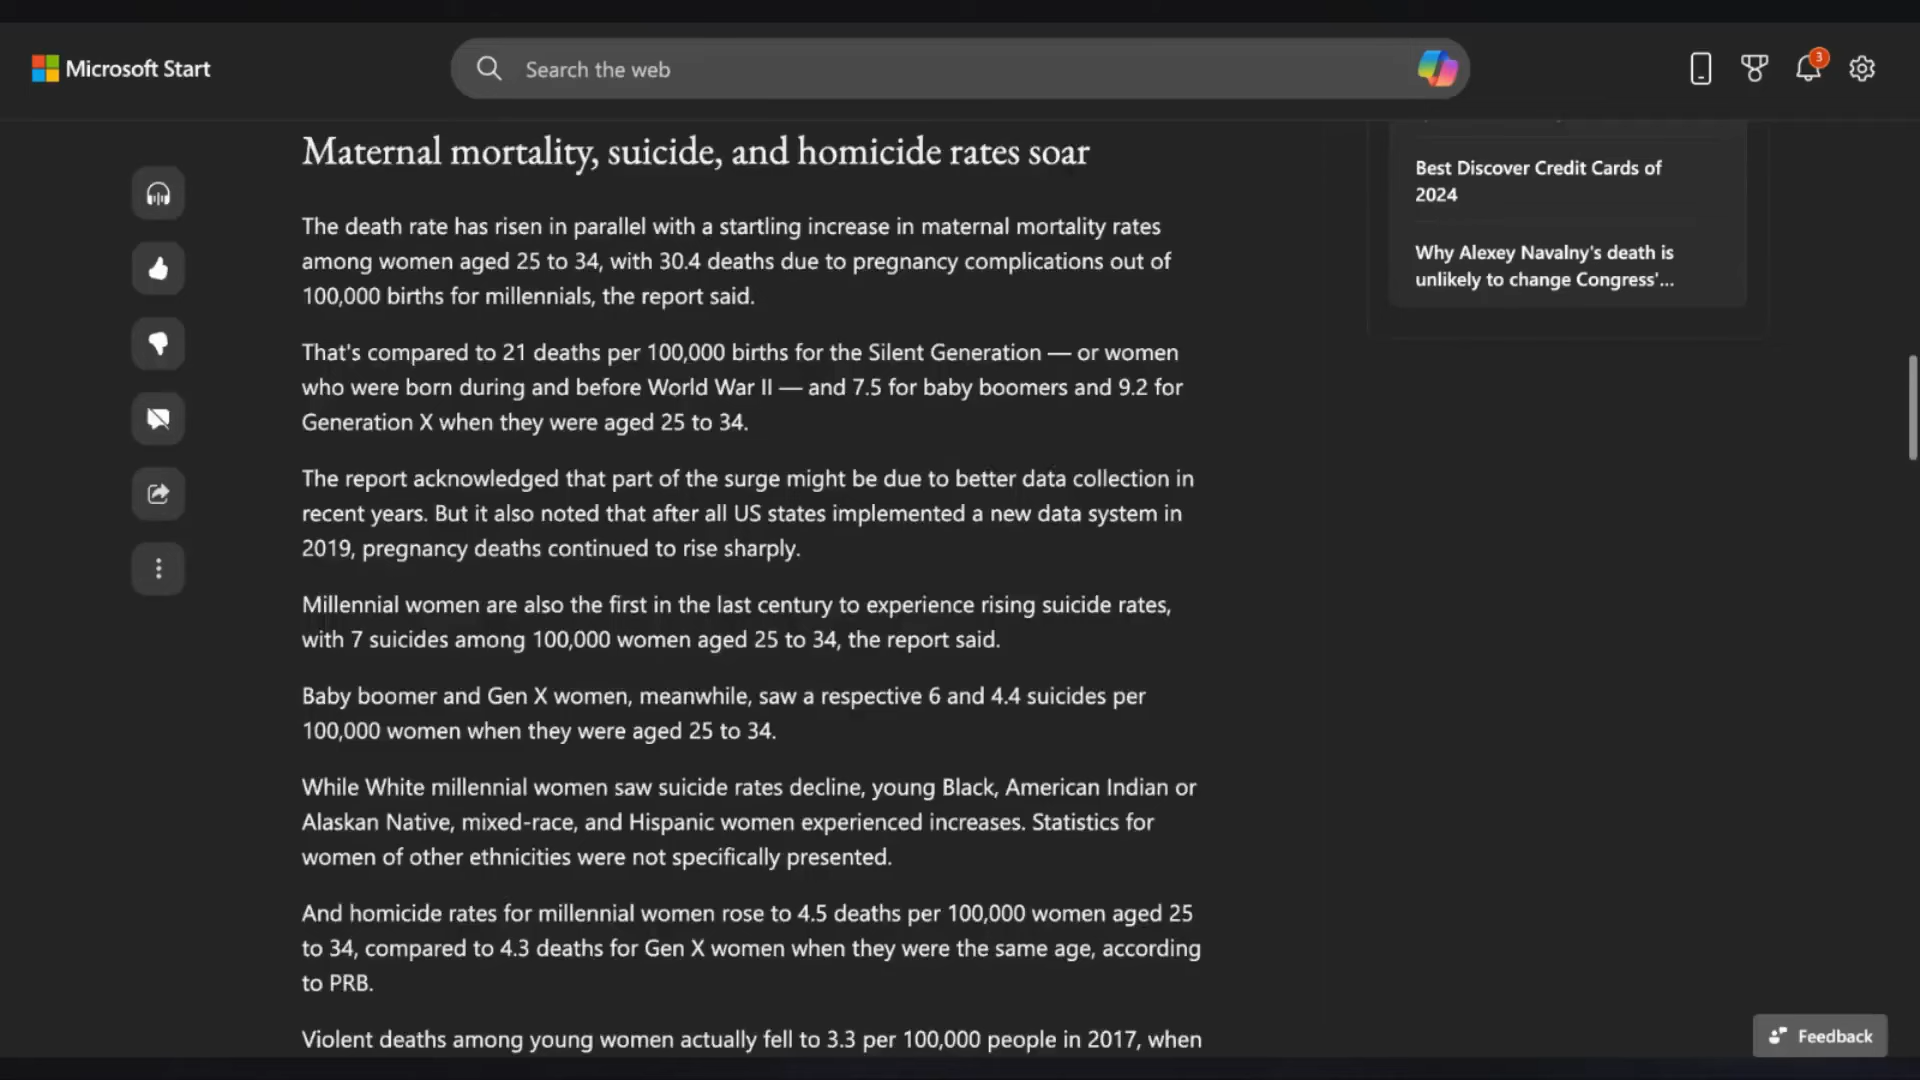 Microsoft Start
Search the web
3
Maternal mortality, suicide, and homicide rates soar
The death rate has risen in parallel with a startling increase in maternal mortality rates
among women aged 25 to 34, with 30.4 deaths due to pregnancy complications out of
100,000 births for millennials, the report said.
That's compared to 21 deaths per 100,000 births for the Silent Generation — or women
who were born during and before World War II — and 7.5 for baby boomers and 9.2 for
Generation X when they were aged 25 to 34.
The report acknowledged that part of the surge might be due to better data collection in
recent years. But it also noted that after all US states implemented a new data system in
2019, pregnancy deaths continued to rise sharply.
Millennial women are also the first in the last century to experience rising suicide rates,
with 7 suicides among 100,000 women aged 25 to 34, the report said.
Baby boomer and Gen X women, meanwhile, saw a respective 6 and 4.4 suicides per
100,000 women when they were aged 25 to 34.
While White millennial women saw suicide rates decline, young Black, American Indian or
Alaskan Native, mixed-race, and Hispanic women experienced increases. Statistics for
women of other ethnicities were not specifically presented.
And homicide rates for millennial women rose to 4.5 deaths per 100,000 women aged 25
to 34, compared to 4.3 deaths for Gen X women when they were the same age, according
to PRB.
Violent deaths among young women actually fell to 3.3 per 100,000 people in 2017, when
Best Discover Credit Cards of
2024
Why Alexey Navalny's death is
unlikely to change Congress'...
Feedback